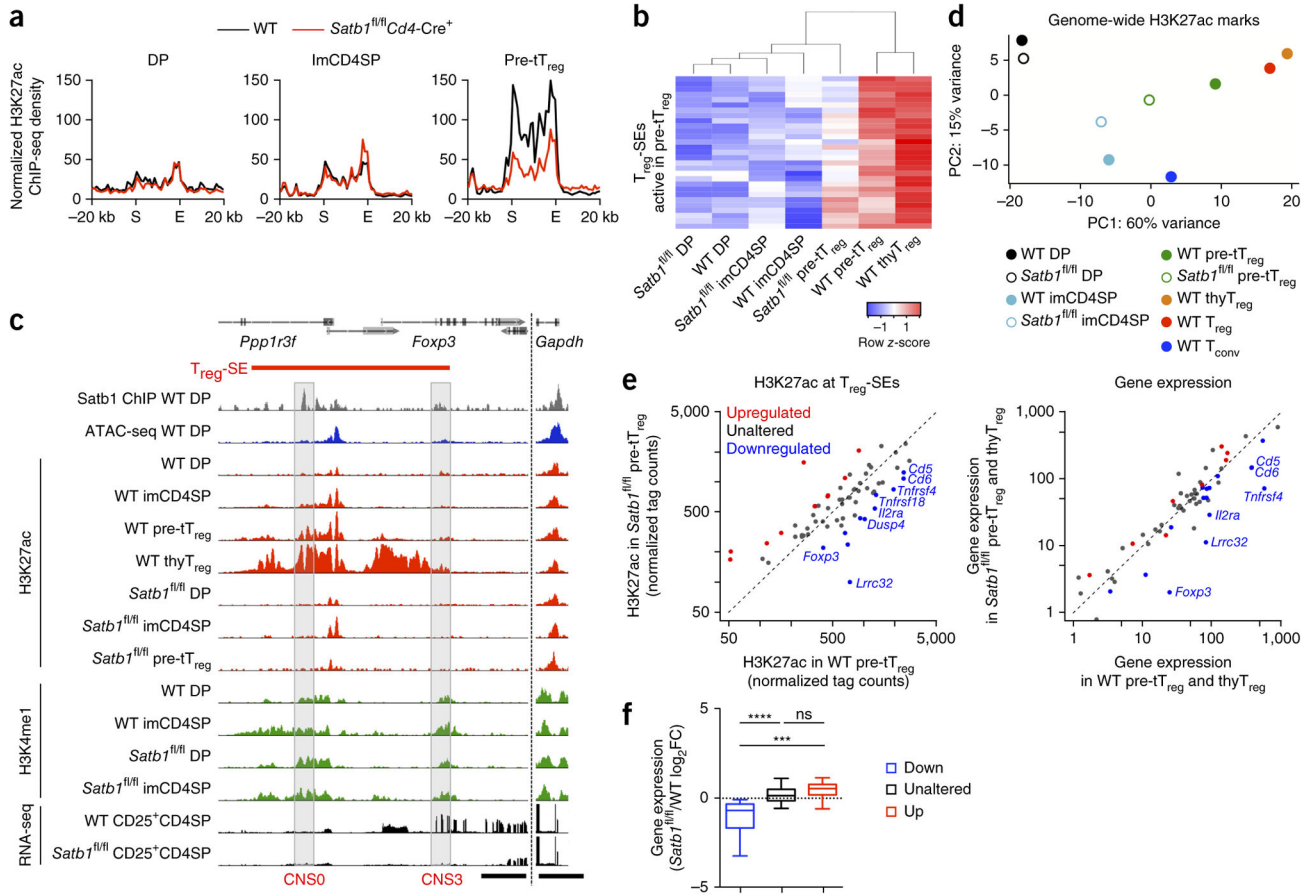 a
WT
Satb1fl/flCd4-Cre+
DP
ImCD4SP
Pre-tTreg
Normalized H3K27ac
ChIP-seq density
150
100
50
0
–20 kb S E 20 kb
150
100
50
0
–20 kb S E 20 kb
150
100
50
0
–20 kb S E 20 kb
b
Treg-SEs
active in pre-tTreg
Satb1fl/fl DP
WT DP
Satb1fl/fl imCD4SP
WT imCD4SP
Satb1fl/fl pre-tTreg
WT pre-tTreg
WT thyTreg
–1 1
Row z-score
d
Genome-wide H3K27ac marks
PC2: 15% variance
5
0
–5
–10
–20 –10 0 10 20
PC1: 60% variance
WT DP
Satb1fl/fl DP
WT imCD4SP
Satb1fl/fl imCD4SP
WT pre-tTreg
Satb1fl/fl pre-tTreg
WT thyTreg
WT Treg
WT Tconv
c
Ppp1r3f Foxp3 Gapdh
Treg-SE
Satb1 ChIP WT DP
ATAC-seq WT DP
H3K27ac
WT DP
WT imCD4SP
WT pre-tTreg
WT thyTreg
Satb1fl/fl DP
Satb1fl/fl imCD4SP
Satb1fl/fl pre-tTreg
H3K4me1
WT DP
WT imCD4SP
Satb1fl/fl DP
Satb1fl/fl imCD4SP
RNA-seq
WT CD25+CD4SP
Satb1fl/fl CD25+CD4SP
CNS0 CNS3
e
H3K27ac at Treg-SEs
H3K27ac in Satb1fl/fl pre-tTreg
(normalized tag counts)
5,000
500
50
Upregulated
Unaltered
Downregulated
Cd5
Cd6
Tnfrsf4
Tnfrsf18
Il2ra
Dusp4
Foxp3
Lrrc32
50 500 5,000
H3K27ac in WT pre-tTreg
(normalized tag counts)
Gene expression
Gene expression
in Satb1fl/fl pre-tTreg and thyTreg
1,000
100
10
1
Cd5
Cd6
Tnfrsf4
Il2ra
Lrrc32
Foxp3
1 10 100 1,000
Gene expression
in WT pre-tTreg and thyTreg
f
Gene expression
(Satb1fl/fl/WT log2FC)
5
0
–5
**** ns
***
Down
Unaltered
Up